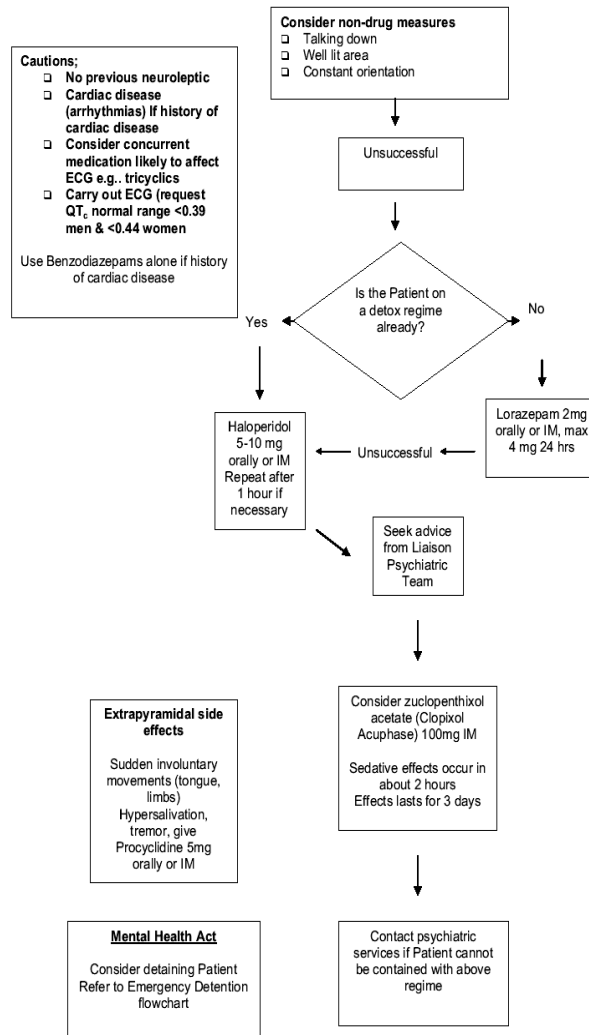 Consider non-drug measures
❑ Talking down
❑ Well lit area
❑ Constant orientation
Cautions;
❑ No previous neuroleptic
❑ Cardiac disease
(arrhythmias) If history of
cardiac disease
❑ Consider concurrent
medication likely to affect
ECG e.g.. tricyclics
❑ Carry out ECG (request
QTc normal range <0.39
men & <0.44 women
Use Benzodiazepams alone if history
of cardiac disease
Unsuccessful
Is the Patient on
a detox regime
already?
Yes
No
Haloperidol
5-10 mg
orally or IM
Repeat after
1 hour if
necessary
Unsuccessful
Lorazepam 2mg
orally or IM, max
4 mg 24 hrs
Seek advice
from Liaison
Psychiatric
Team
Consider zuclopenthixol
acetate (Clopixol
Acuphase) 100mg IM
Sedative effects occur in
about 2 hours
Effects lasts for 3 days
Extrapyramidal side
effects
Sudden involuntary
movements (tongue,
limbs)
Hypersalivation,
tremor, give
Procyclidine 5mg
orally or IM
Mental Health Act
Consider detaining Patient
Refer to Emergency Detention
flowchart
Contact psychiatric
services if Patient cannot
be contained with above
regime